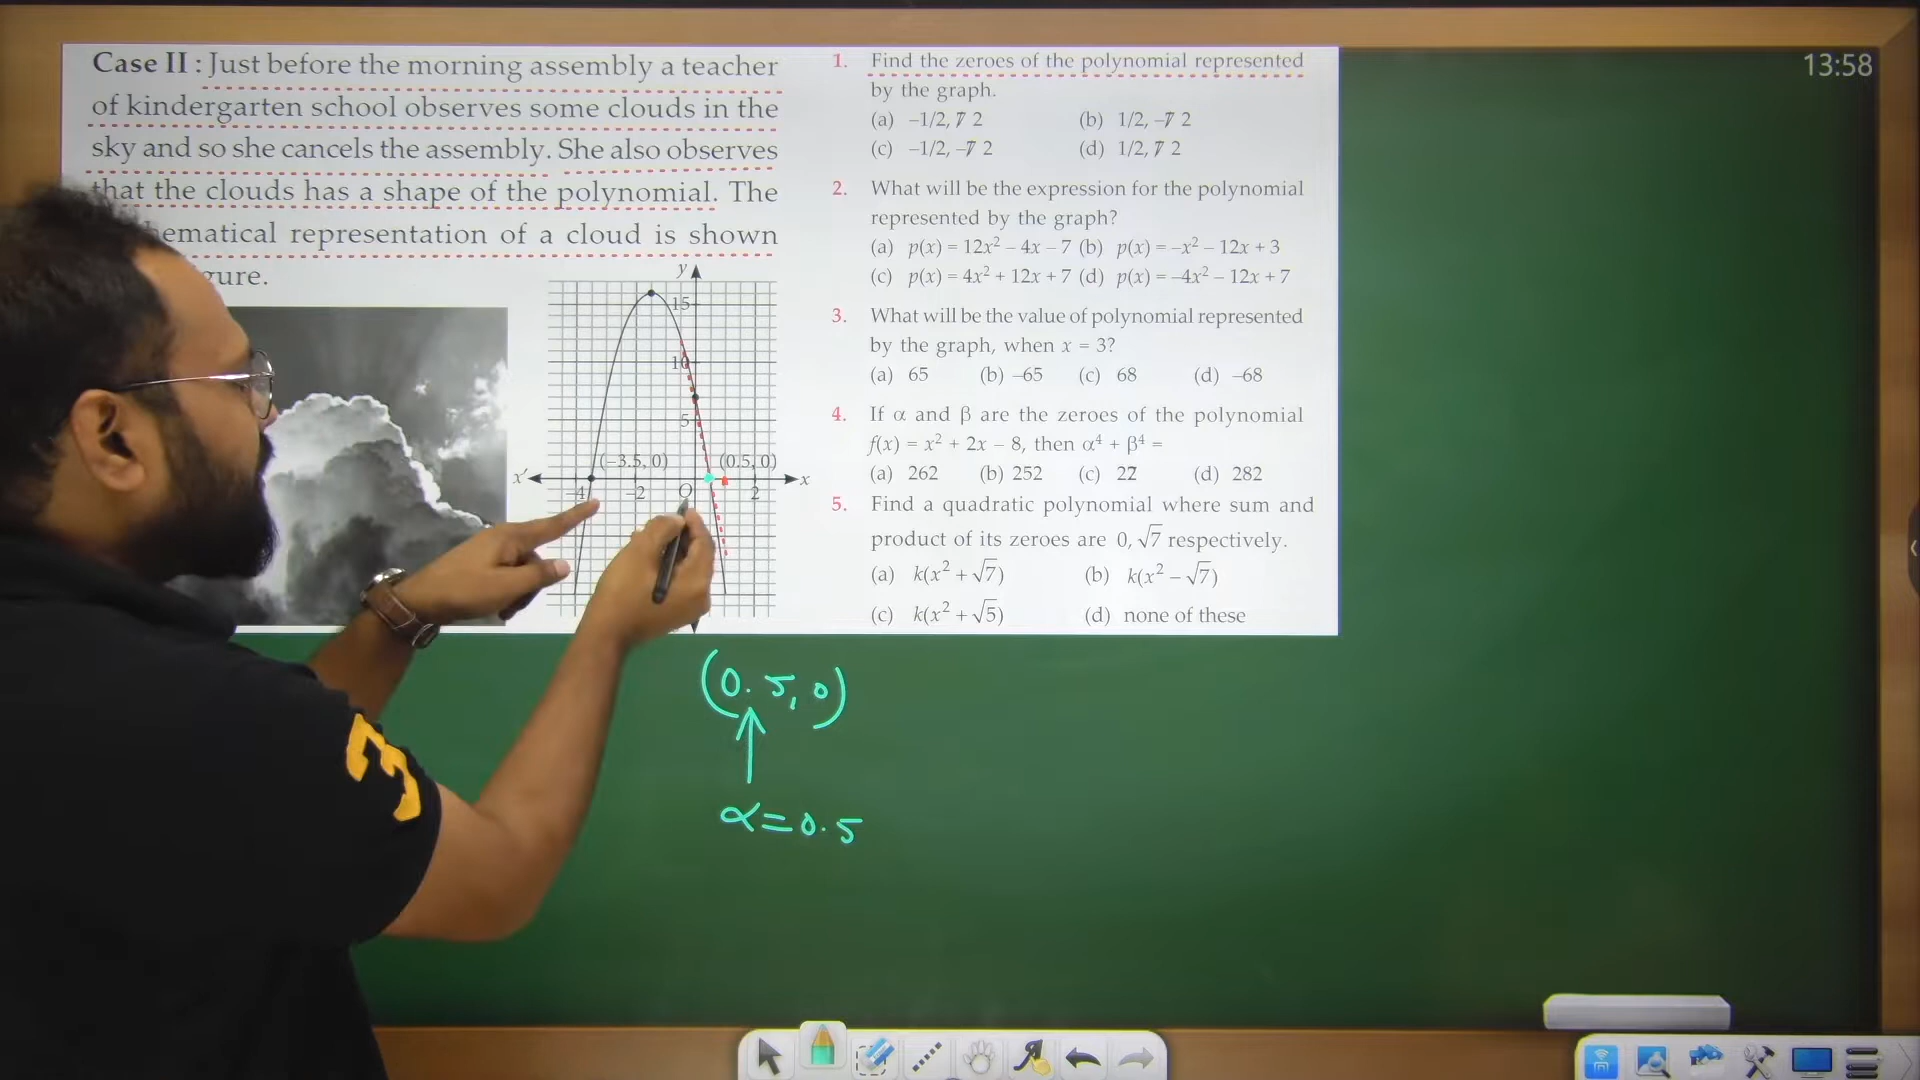 Case II : Just before the morning assembly a teacher
of kindergarten school observes some clouds in the
sky and so she cancels the assembly. She also observes
that the clouds has a shape of the polynomial. The
hematical representation of a cloud is shown
gure.
y
15
10
5
(–3.5, 0)
(0.5, 0)
x′
x
–4
–2
O
2
1. Find the zeroes of the polynomial represented
by the graph.
(a) –1/2, 7 2 (b) 1/2, –7 2
(c) –1/2, –7 2 (d) 1/2, 7 2
2. What will be the expression for the polynomial
represented by the graph?
(a) p(x) = 12x² – 4x – 7 (b) p(x) = –x² – 12x + 3
(c) p(x) = 4x² + 12x + 7 (d) p(x) = –4x² – 12x + 7
3. What will be the value of polynomial represented
by the graph, when x = 3?
(a) 65 (b) –65 (c) 68 (d) –68
4. If α and β are the zeroes of the polynomial
f(x) = x² + 2x – 8, then α⁴ + β⁴ =
(a) 262 (b) 252 (c) 22 (d) 282
5. Find a quadratic polynomial where sum and
product of its zeroes are 0, √7 respectively.
(a) k(x² + √7) (b) k(x² – √7)
(c) k(x² + √5) (d) none of these
13:58
(0.5,0)
α=0.5
3